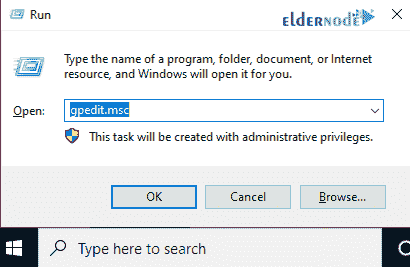 Run
eldernode
Type the name of a program, folder, document, or Internet
resource, and Windows will open it for you.
Open: gpedit.msc
This task will be created with administrative privileges.
OK Cancel Browse...
Type here to search